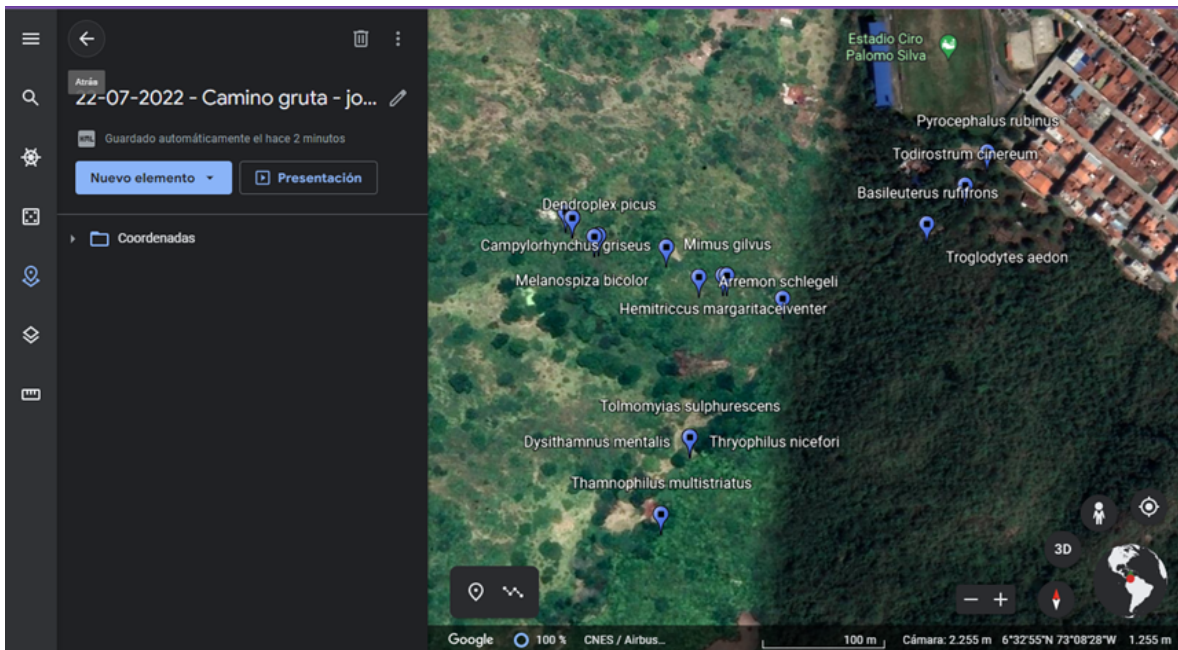 Atrás
22-07-2022 - Camino gruta - jo...
KML Guardado automáticamente el hace 2 minutos
Nuevo elemento
Presentación
Coordenadas
Estadio Ciro
Palomo Silva
Pyrocephalus rubinus
Todirostrum cinereum
Basileuterus rufifrons
Troglodytes aedon
Dendroplex picus
Campylorhynchus griseus
Mimus gilvus
Melanospiza bicolor
Arremon schlegeli
Hemitriccus margaritaceiventer
Tolmomyias sulphurescens
Dysithamnus mentalis
Thryophilus nicefori
Thamnophilus multistriatus
3D
Google
100 %
CNES / Airbus...
100 m
Cámara: 2.255 m
6°32'55"N 73°08'28"W
1.255 m